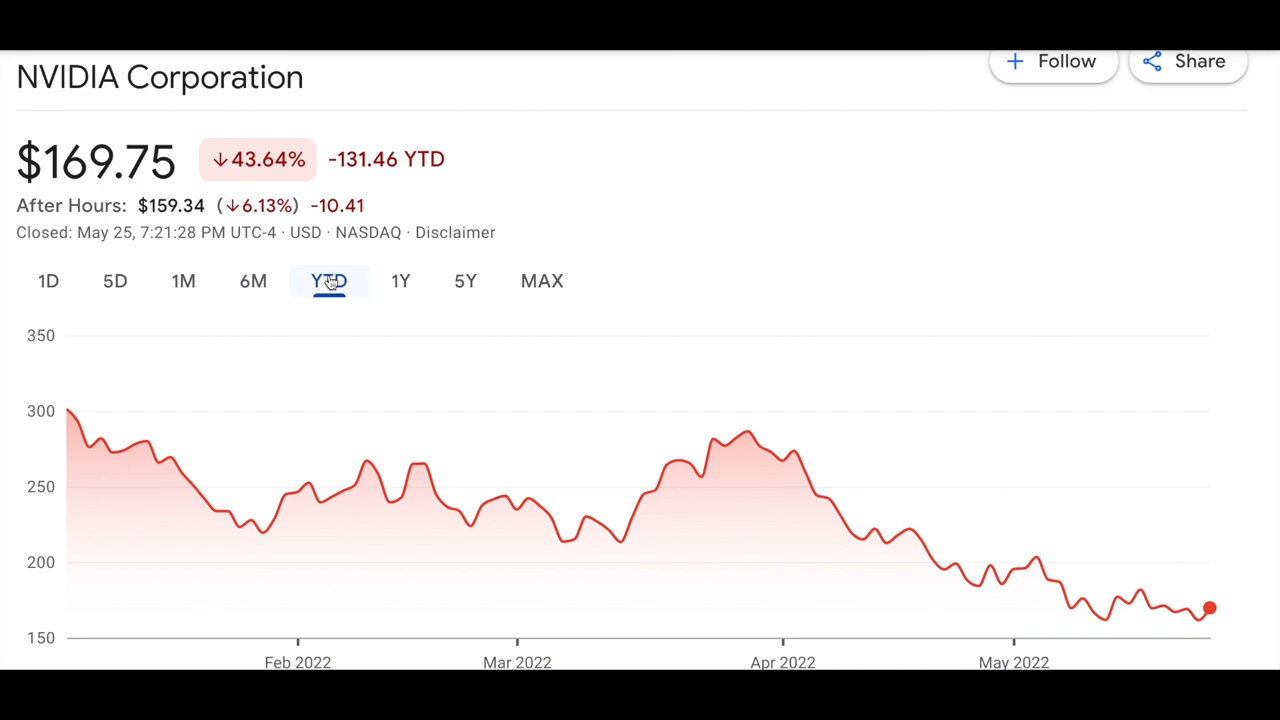 + Follow
Share
NVIDIA Corporation
$169.75 ↓43.64% -131.46 YTD
After Hours: $159.34 (↓6.13%) -10.41
Closed: May 25, 7:21:28 PM UTC-4 · USD · NASDAQ · Disclaimer
1D 5D 1M 6M YTD 1Y 5Y MAX
350
300
250
200
150
Feb 2022 Mar 2022 Apr 2022 May 2022